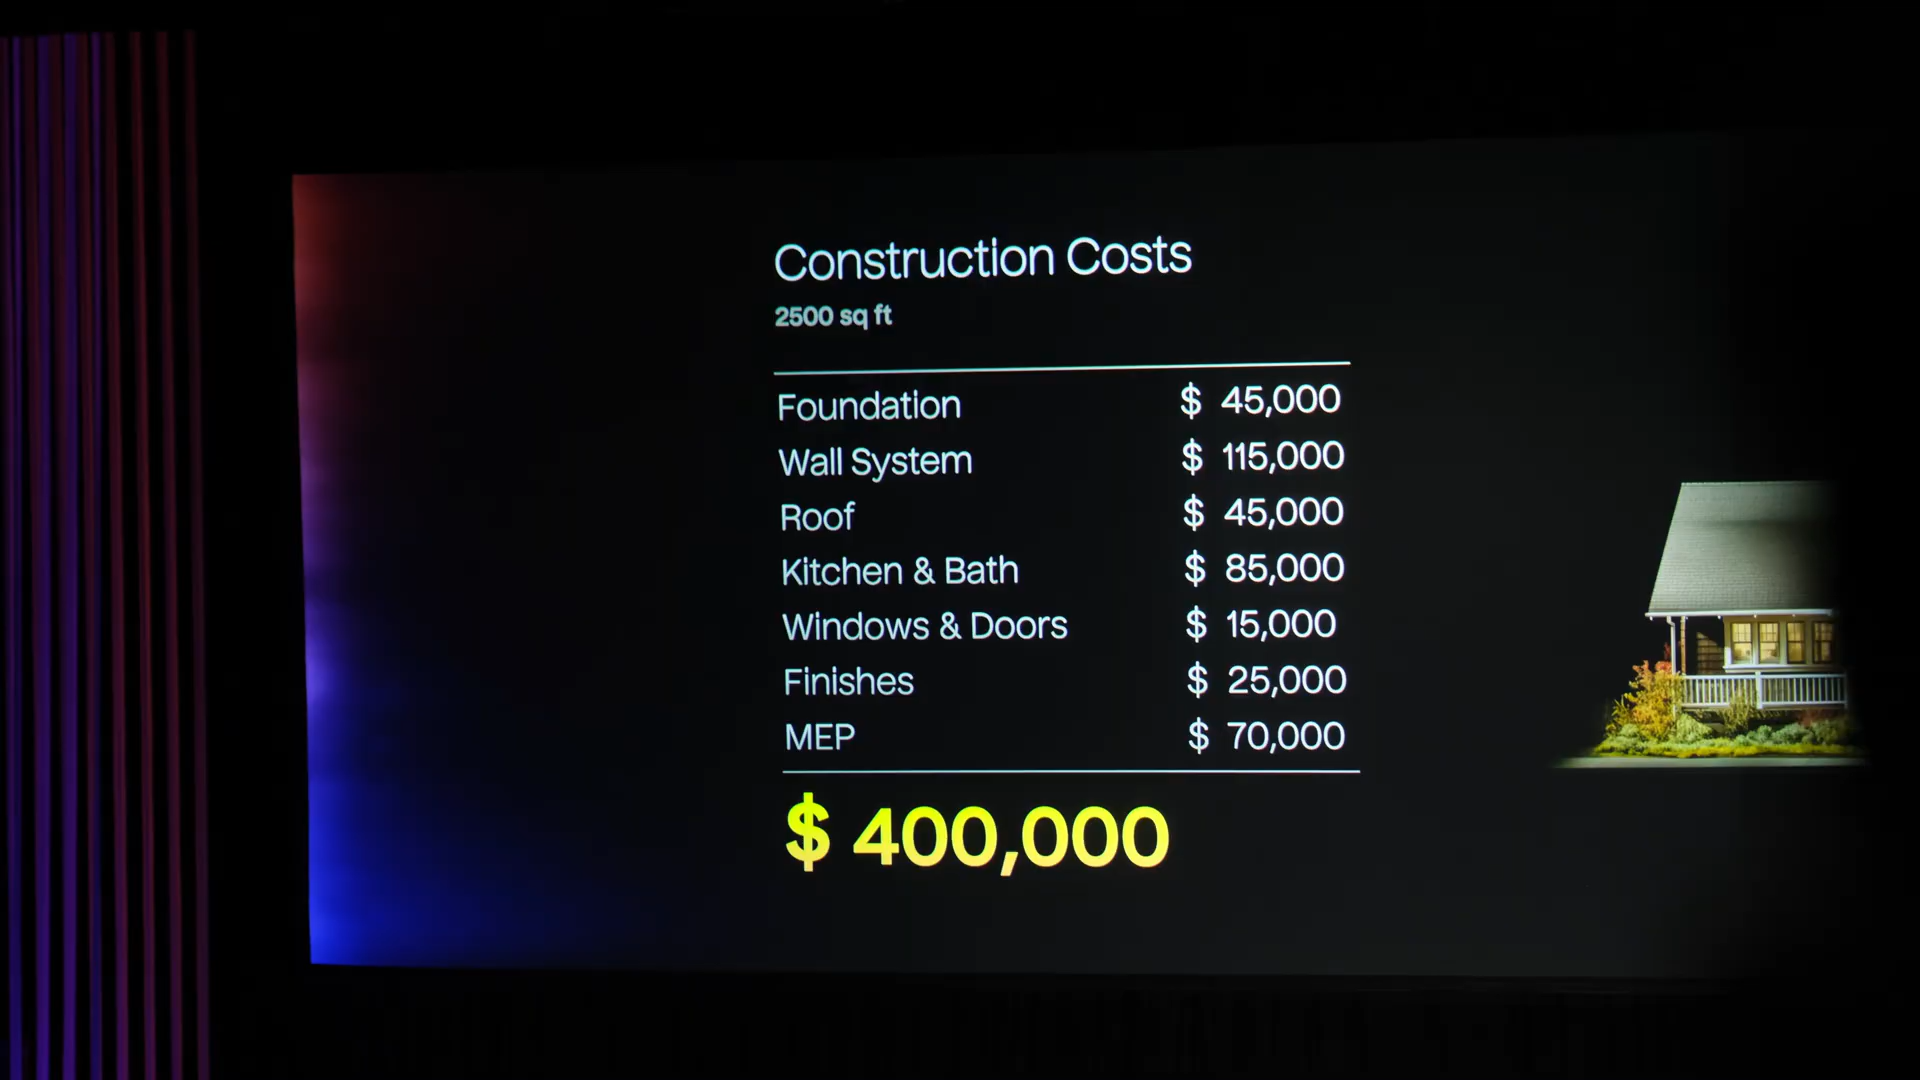 Construction Costs
2500 sq ft
Foundation $ 45,000
Wall System $ 115,000
Roof $ 45,000
Kitchen & Bath $ 85,000
Windows & Doors $ 15,000
Finishes $ 25,000
MEP $ 70,000
$ 400,000